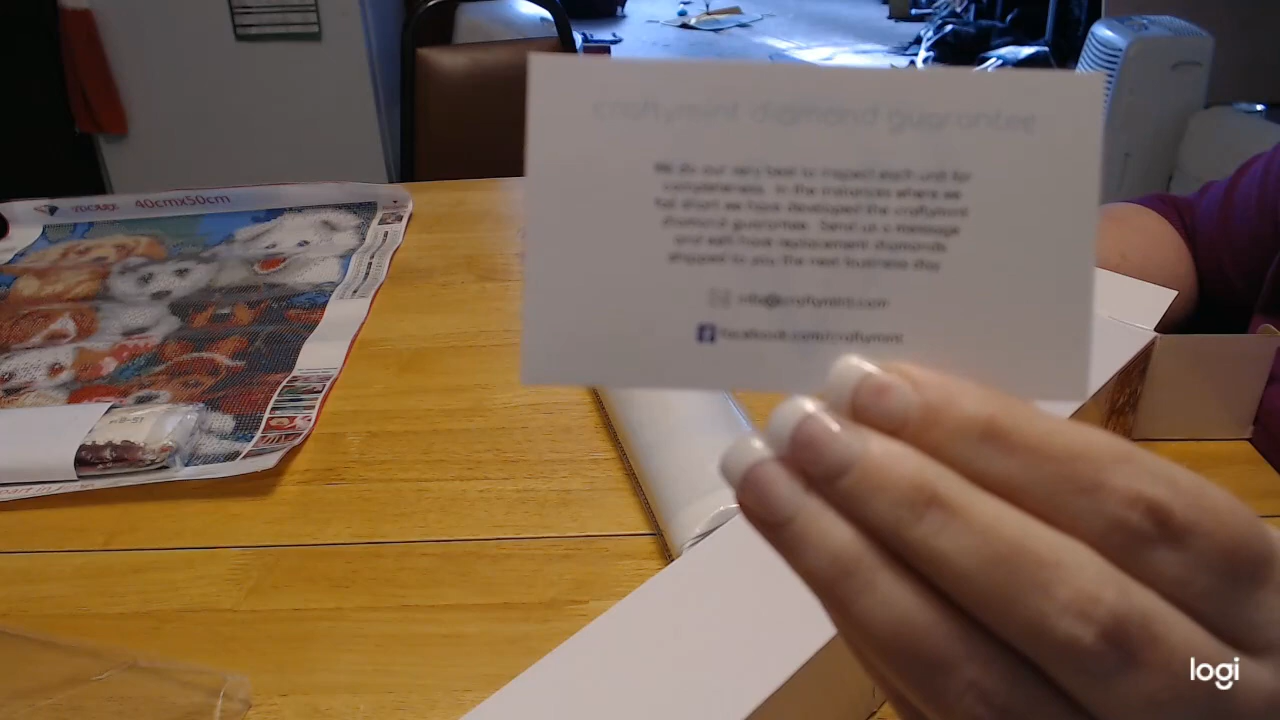 craftymint diamond guarantee
We do our very best to inspect each unit for
completeness. In the instances where we
fall short we have developed the craftymint
diamond guarantee. Send us a message
and we'll have replacement diamonds
shipped to you the next business day
info@craftymint.com
facebook.com/craftymint
40cmx50cm
logi